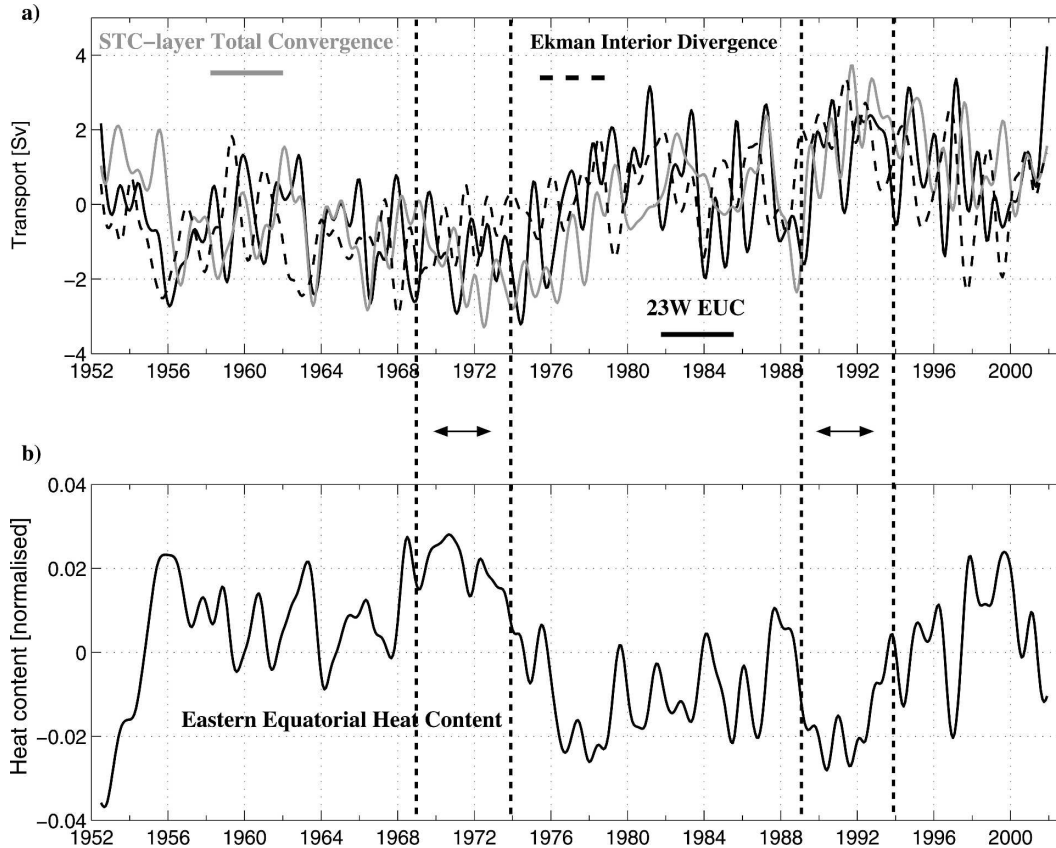 a)
STC-layer Total Convergence
Ekman Interior Divergence
23W EUC
Transport [Sv]
4
2
0
−2
−4
1952 1956 1960 1964 1968 1972 1976 1980 1984 1988 1992 1996 2000
b)
Heat content [normalised]
0.04
0.02
0
−0.02
−0.04
Eastern Equatorial Heat Content
1952 1956 1960 1964 1968 1972 1976 1980 1984 1988 1992 1996 2000